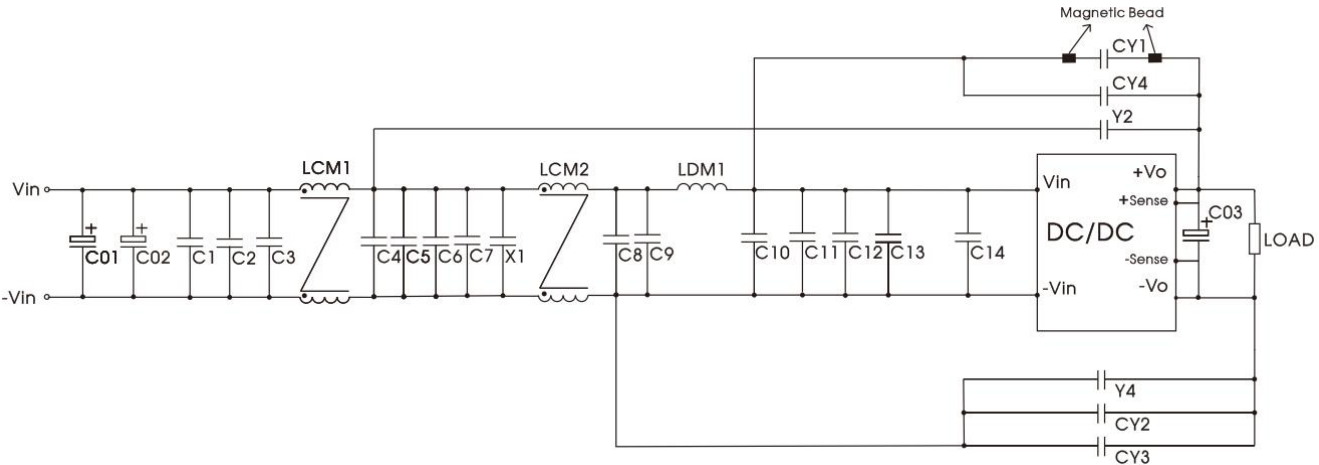 Magnetic Bead
CY1
CY4
Y2
LCM1
LCM2
LDM1
Vin
Vin
+Vo
+Sense
DC/DC
-Sense
-Vin
-Vo
+
C01
+
C02
C1
C2
C3
C4
C5
C6
C7
X1
C8
C9
C10
C11
C12
C13
C14
+
C03
LOAD
-Vin
Y4
CY2
CY3